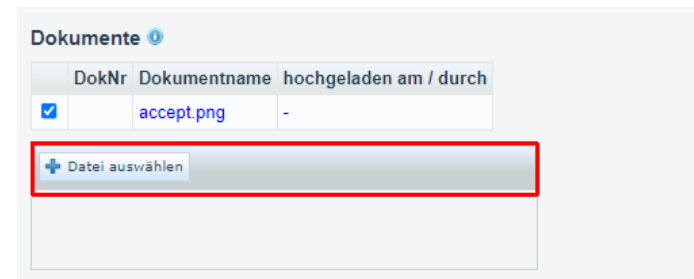 Dokumente
DokNr Dokumentname hochgeladen am / durch
accept.png -
Datei auswählen